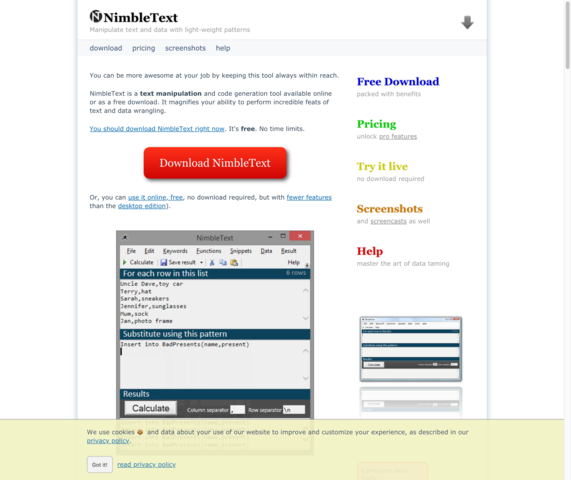 NimbleText
Manipulate text and data with light-weight patterns
download pricing screenshots help
You can be more awesome at your job by keeping this tool always within reach.
NimbleText is a text manipulation and code generation tool available online
or as a free download. It magnifies your ability to perform incredible feats of
text and data wrangling.
You should download NimbleText right now. It's free. No time limits.
Download NimbleText
Or, you can use it online, free, no download required, but with fewer features
than the desktop edition).
Free Download
packed with benefits
Pricing
unlock pro features
Try it live
no download required
Screenshots
and screencasts as well
Help
master the art of data taming
NimbleText
File Edit Keywords Functions Snippets Data Result
Calculate Save result Help
For each row in this list 6 rows
Uncle Dave,toy car
Terry,hat
Sarah,sneakers
Jennifer,sunglasses
Mum,sock
Jan,photo frame
Substitute using this pattern
Insert into BadPresents(name,present)
Results
Calculate Column separator , Row separator \n
We use cookies and data about your use of our website to improve and customize your experience, as described in our
privacy policy.
Got it! read privacy policy